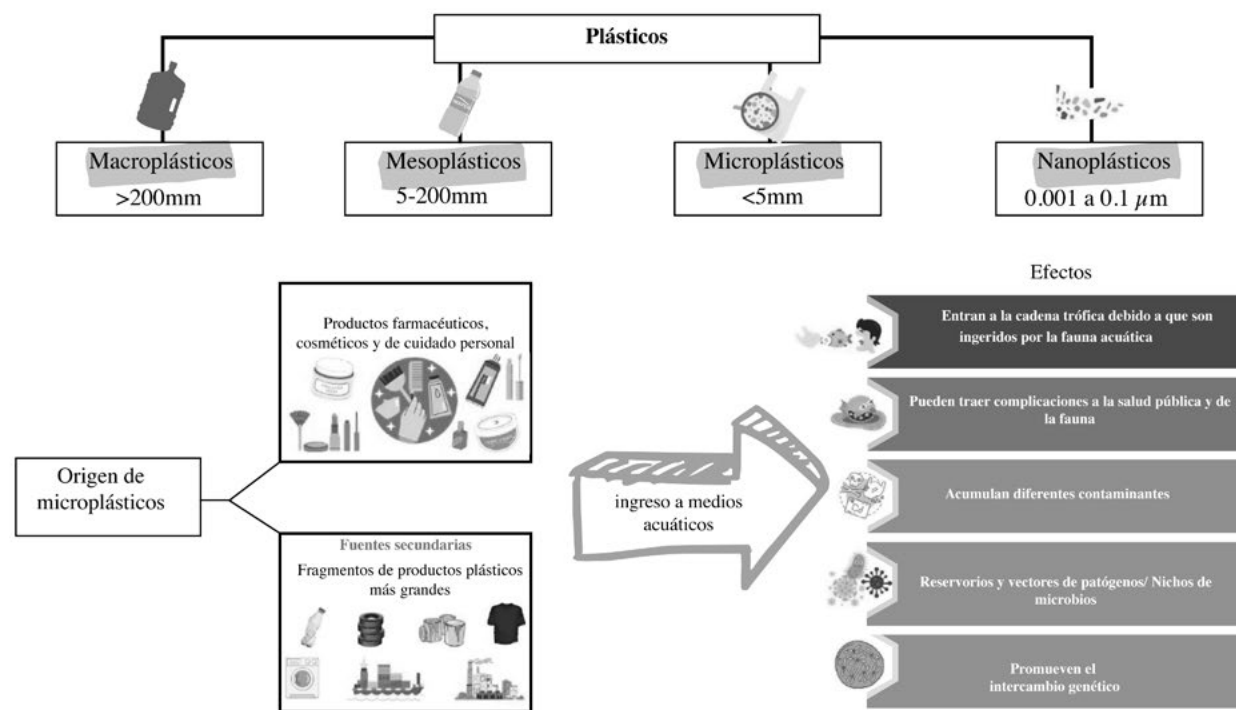 Plásticos
Macroplásticos
>200mm
Mesoplásticos
5-200mm
Microplásticos
<5mm
Nanoplásticos
0.001 a 0.1 µm
Origen de
microplásticos
Productos farmacéuticos,
cosméticos y de cuidado personal
Fuentes secundarias
Fragmentos de productos plásticos
más grandes
ingreso a medios
acuáticos
Efectos
Entran a la cadena trófica debido a que son
ingeridos por la fauna acuática
Pueden traer complicaciones a la salud pública y de
la fauna
Acumulan diferentes contaminantes
Reservorios y vectores de patógenos/ Nichos de
microbios
Promueven el
intercambio genético